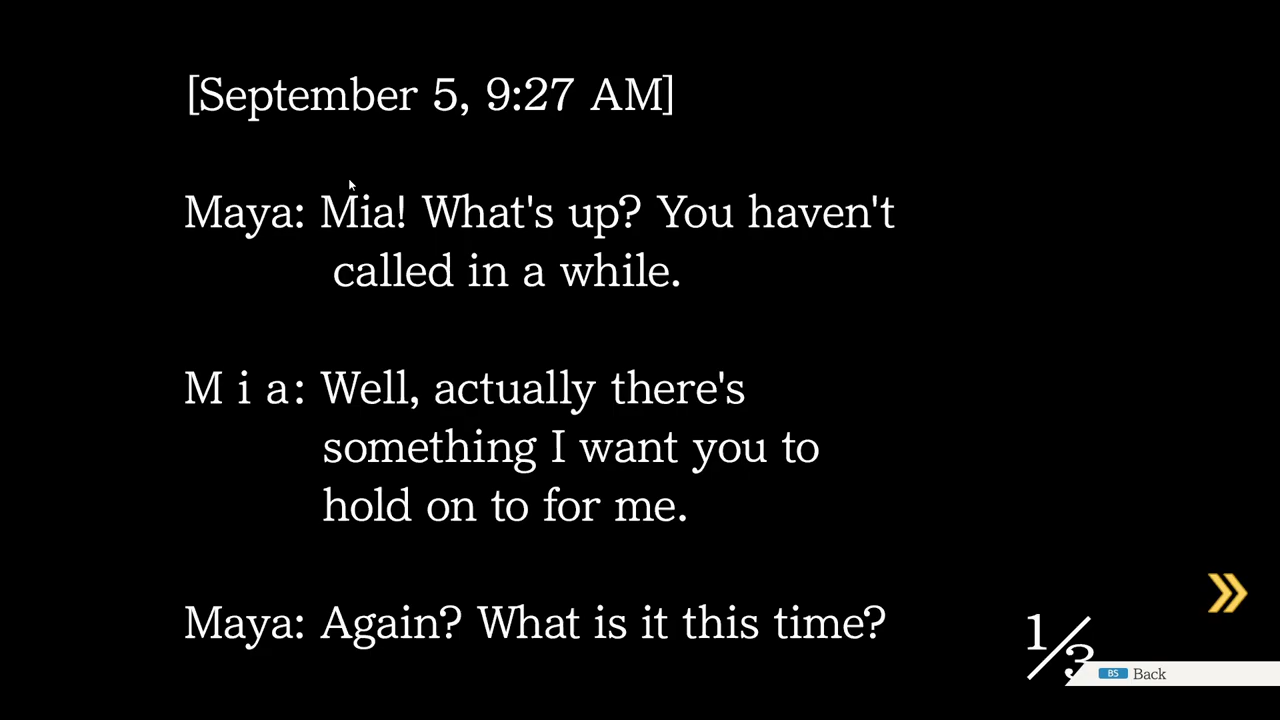 [September 5, 9:27 AM]
Maya: Mia! What's up? You haven't
called in a while.
M i a: Well, actually there's
something I want you to
hold on to for me.
Maya: Again? What is it this time?
1/3
BS Back